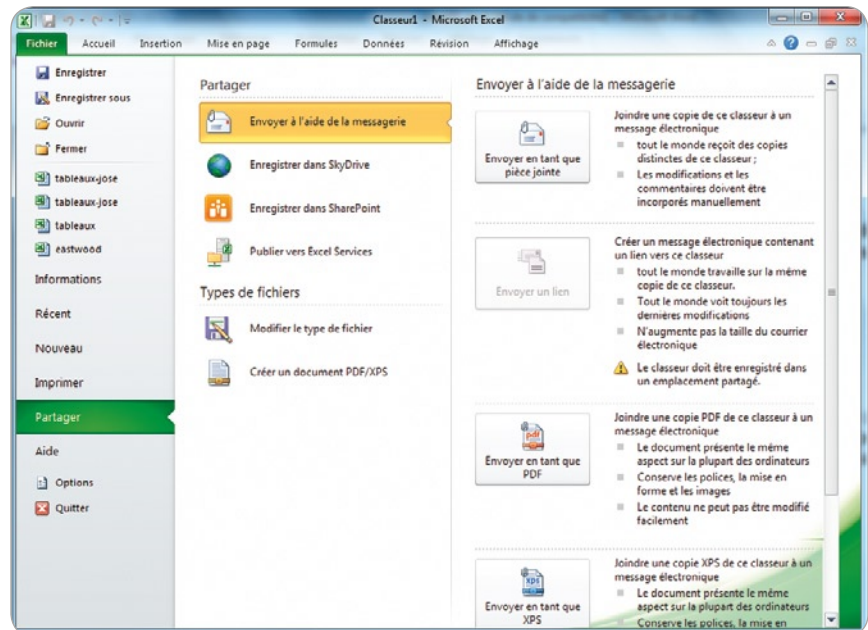 Classeur1 - Microsoft Excel
Fichier Accueil Insertion Mise en page Formules Données Révision Affichage
Enregistrer
Enregistrer sous
Ouvrir
Fermer
tableaux-jose
tableaux-jose
tableaux
eastwood
Informations
Récent
Nouveau
Imprimer
Partager
Aide
Options
Quitter
Partager
Envoyer à l'aide de la messagerie
Enregistrer dans SkyDrive
Enregistrer dans SharePoint
Publier vers Excel Services
Types de fichiers
Modifier le type de fichier
Créer un document PDF/XPS
Envoyer à l'aide de la messagerie
Envoyer en tant que
pièce jointe
Joindre une copie de ce classeur à un
message électronique
tout le monde reçoit des copies
distinctes de ce classeur ;
Les modifications et les
commentaires doivent être
incorporés manuellement
Envoyer un lien
Créer un message électronique contenant
un lien vers ce classeur
tout le monde travaille sur la même
copie de ce classeur.
Tout le monde voit toujours les
dernières modifications
N'augmente pas la taille du courrier
électronique
Le classeur doit être enregistré dans
un emplacement partagé.
pdf
Envoyer en tant que
PDF
Joindre une copie PDF de ce classeur à un
message électronique
Le document présente le même
aspect sur la plupart des ordinateurs
Conserve les polices, la mise en
forme et les images
Le contenu ne peut pas être modifié
facilement
xps
Envoyer en tant que
XPS
Joindre une copie XPS de ce classeur à un
message électronique
Le document présente le même
aspect sur la plupart des ordinateurs
Conserve les polices, la mise en